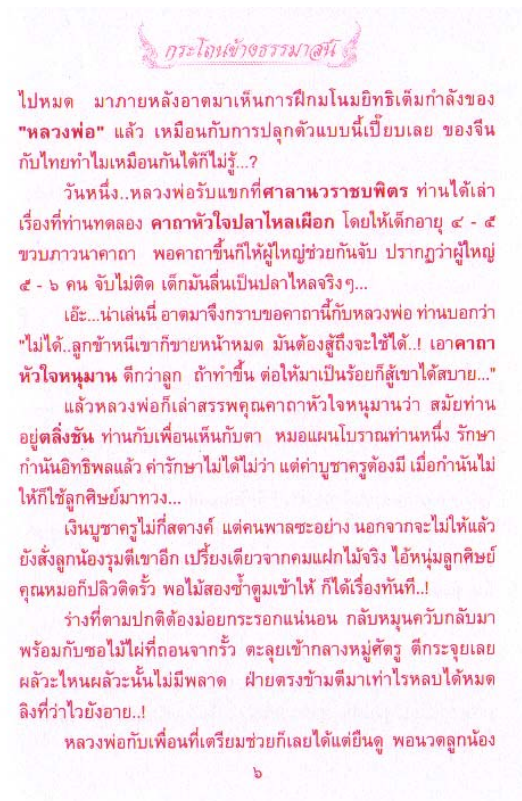 กระโถนข้างธรรมาสน์
ไปหมด มาภายหลังอาตมาเห็นการฝึกมโนมยิทธิเต็มกำลังของ
"หลวงพ่อ" แล้ว เหมือนกับการปลุกตัวแบบนี้เปี๊ยบเลย ของจีน
กับไทยทำไมเหมือนกันได้ก็ไม่รู้...?
วันหนึ่ง..หลวงพ่อรับแขกที่ศาลานวราชบพิตร ท่านได้เล่า
เรื่องที่ท่านทดลอง คาถาหัวใจปลาไหลเผือก โดยให้เด็กอายุ ๔ - ๕
ขวบภาวนาคาถา พอคาถาขึ้นก็ให้ผู้ใหญ่ช่วยกันจับ ปรากฏว่าผู้ใหญ่
๕ - ๖ คน จับไม่ติด เด็กมันลื่นเป็นปลาไหลจริงๆ...
เอ๊ะ...น่าเล่นนี่ อาตมาจึงกราบขอคาถานี้กับหลวงพ่อ ท่านบอกว่า
"ไม่ได้..ลูกข้าหนีเขาก็ขายหน้าหมด มันต้องสู้ถึงจะใช้ได้..! เอาคาถา
หัวใจหนุมาน ดีกว่าลูก ถ้าทำขึ้น ต่อให้มาเป็นร้อยก็สู้เขาได้สบาย..."
แล้วหลวงพ่อก็เล่าสรรพคุณคาถาหัวใจหนุมานว่า สมัยท่าน
อยู่ตลิ่งชัน ท่านกับเพื่อนเห็นกับตา หมอแผนโบราณท่านหนึ่ง รักษา
กำนันอิทธิพลแล้ว ค่ารักษาไม่ได้ไม่ว่า แต่ค่าบูชาครูต้องมี เมื่อกำนันไม่
ให้ก็ใช้ลูกศิษย์มาทวง...
เงินบูชาครูไม่กี่สตางค์ แต่คนพาลซะอย่าง นอกจากจะไม่ให้แล้ว
ยังสั่งลูกน้องรุมตีเขาอีก เปรี้ยงเดียวจากคมแฝกไม้จริง ไอ้หนุ่มลูกศิษย์
คุณหมอก็ปลิวติดรั้ว พอไม้สองซ้ำตูมเข้าให้ ก็ได้เรื่องทันที..!
ร่างที่ตามปกติต้องม่อยกระรอกแน่นอน กลับหมุนควับกลับมา
พร้อมกับซอไม้ไผ่ที่ถอนจากรั้ว ตะลุยเข้ากลางหมู่ศัตรู ตีกระจุยเลย
ผลัวะไหนผลัวะนั้นไม่มีพลาด ฝ่ายตรงข้ามตีมาเท่าไรหลบได้หมด
ลิงที่ว่าไวยังอาย..!
หลวงพ่อกับเพื่อนที่เตรียมช่วยก็เลยได้แต่ยืนดู พอนวดลูกน้อง
๖